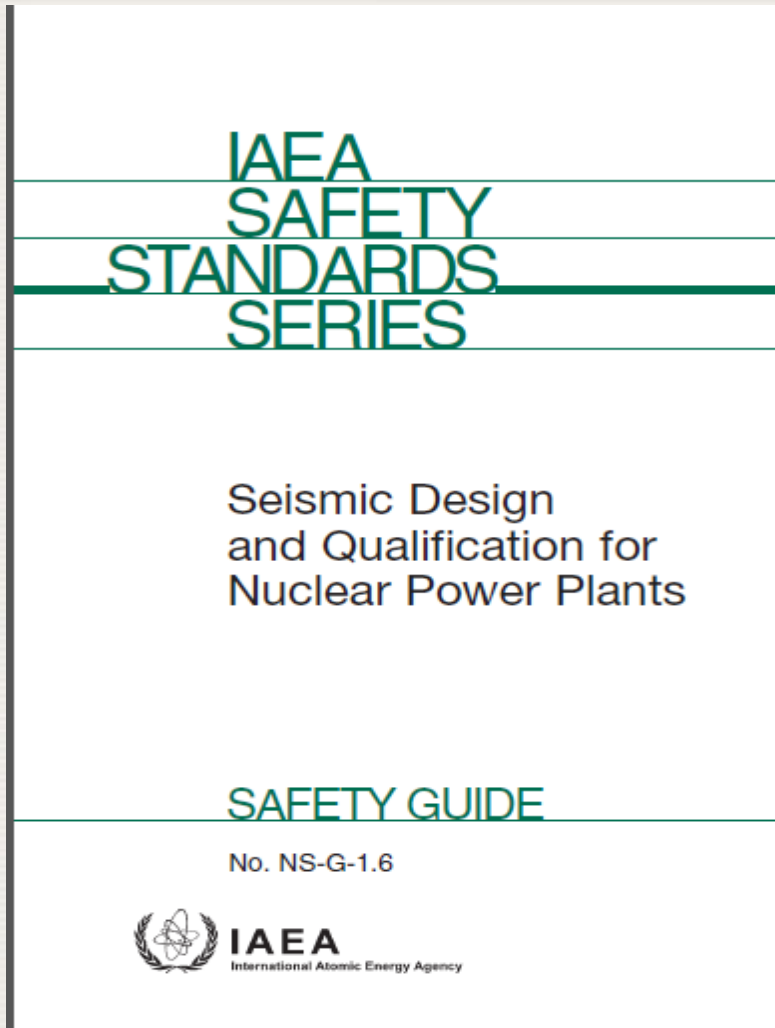 IAEA
SAFETY
STANDARDS
SERIES
Seismic Design
and Qualification for
Nuclear Power Plants
SAFETY GUIDE
No. NS-G-1.6
IAEA
International Atomic Energy Agency